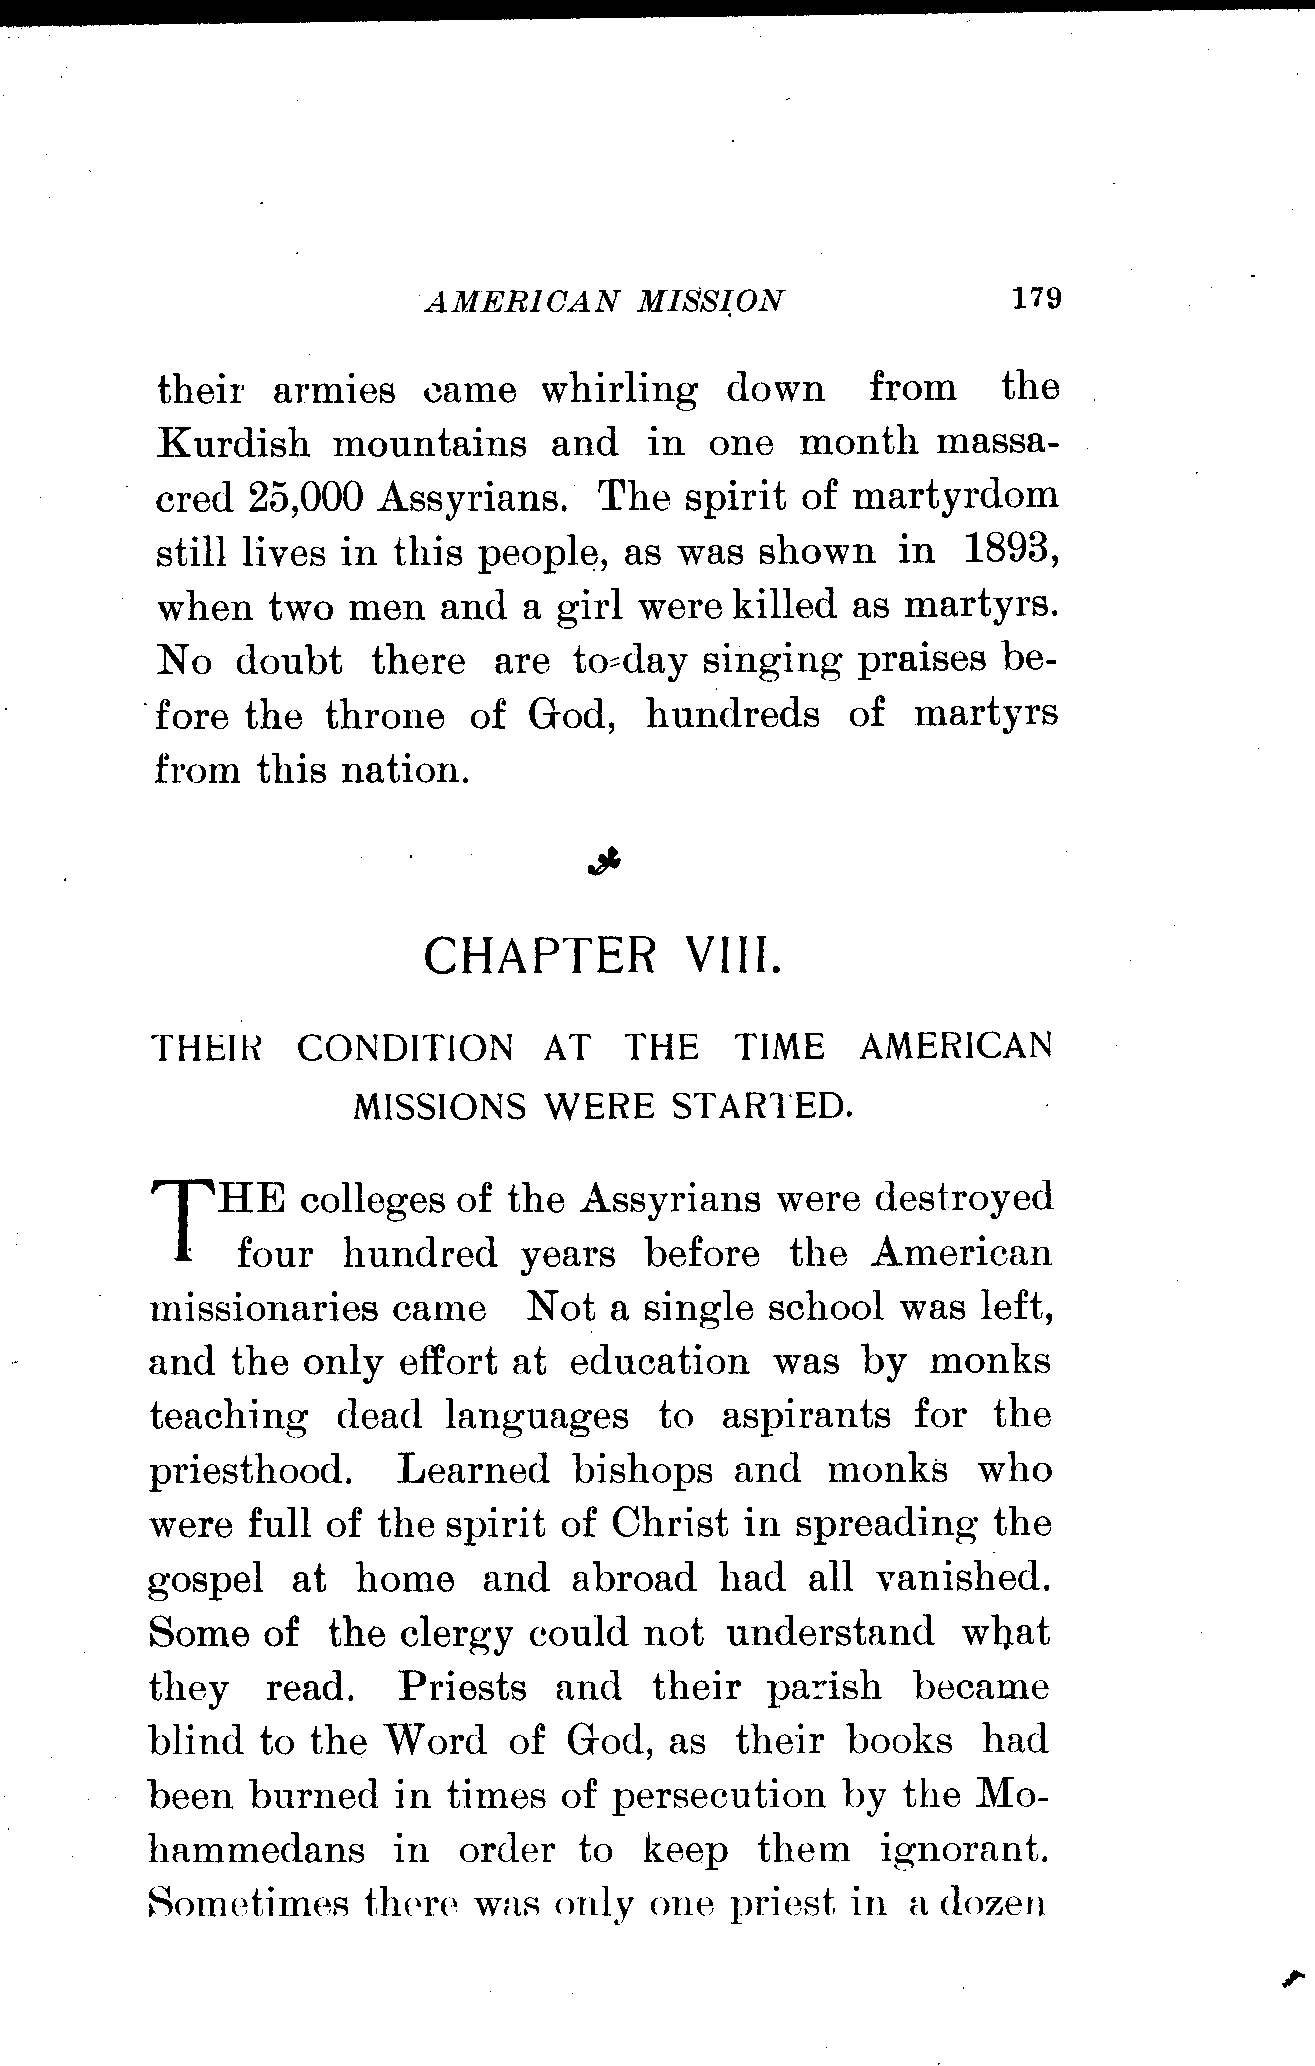 AMERICAN MISSION 179
their armies came whirling down from the
Kurdish mountains and in one month massa-
cred 25,000 Assyrians. The spirit of martyrdom
still lives in this people, as was shown in 1893,
when two men and a girl were killed as martyrs.
No doubt there are to-day singing praises be-
fore the throne of God, hundreds of martyrs
from this nation.
CHAPTER VIII.
THEIR CONDITION AT THE TIME AMERICAN
MISSIONS WERE STARTED.
THE colleges of the Assyrians were destroyed
four hundred years before the American
missionaries came Not a single school was left,
and the only effort at education was by monks
teaching dead languages to aspirants for the
priesthood. Learned bishops and monks who
were full of the spirit of Christ in spreading the
gospel at home and abroad had all vanished.
Some of the clergy could not understand what
they read. Priests and their parish became
blind to the Word of God, as their books had
been burned in times of persecution by the Mo-
hammedans in order to keep them ignorant.
Sometimes there was only one priest in a dozen